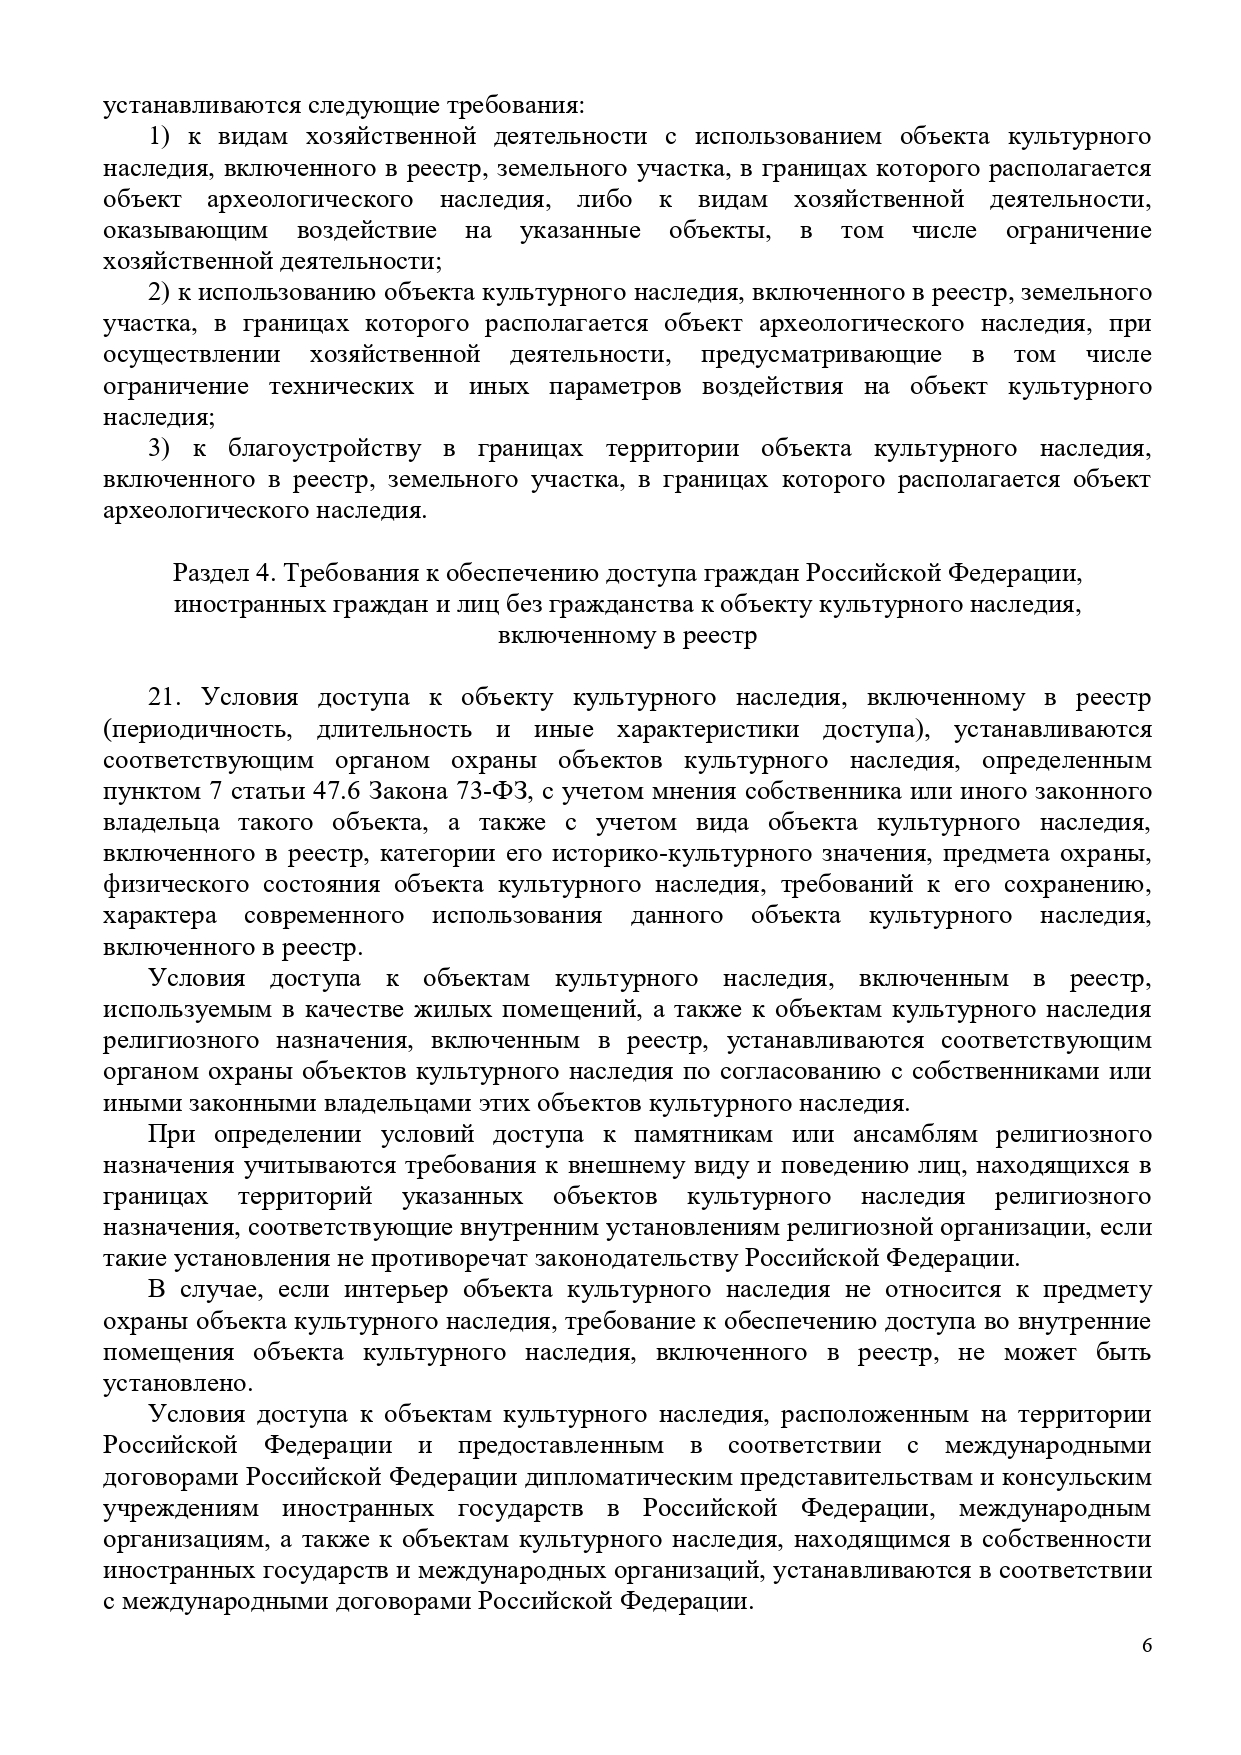 устанавливаются следующие требования:
1) к видам хозяйственной деятельности с использованием объекта культурного
наследия, включенного в реестр, земельного участка, в границах которого располагается
объект археологического наследия, либо к видам хозяйственной деятельности,
оказывающим воздействие на указанные объекты, в том числе ограничение
хозяйственной деятельности;
2) к использованию объекта культурного наследия, включенного в реестр, земельного
участка, в границах которого располагается объект археологического наследия, при
осуществлении хозяйственной деятельности, предусматривающие в том числе
ограничение технических и иных параметров воздействия на объект культурного
наследия;
3) к благоустройству в границах территории объекта культурного наследия,
включенного в реестр, земельного участка, в границах которого располагается объект
археологического наследия.
Раздел 4. Требования к обеспечению доступа граждан Российской Федерации,
иностранных граждан и лиц без гражданства к объекту культурного наследия,
включенному в реестр
21. Условия доступа к объекту культурного наследия, включенному в реестр
(периодичность, длительность и иные характеристики доступа), устанавливаются
соответствующим органом охраны объектов культурного наследия, определенным
пунктом 7 статьи 47.6 Закона 73-ФЗ, с учетом мнения собственника или иного законного
владельца такого объекта, а также с учетом вида объекта культурного наследия,
включенного в реестр, категории его историко-культурного значения, предмета охраны,
физического состояния объекта культурного наследия, требований к его сохранению,
характера современного использования данного объекта культурного наследия,
включенного в реестр.
Условия доступа к объектам культурного наследия, включенным в реестр,
используемым в качестве жилых помещений, а также к объектам культурного наследия
религиозного назначения, включенным в реестр, устанавливаются соответствующим
органом охраны объектов культурного наследия по согласованию с собственниками или
иными законными владельцами этих объектов культурного наследия.
При определении условий доступа к памятникам или ансамблям религиозного
назначения учитываются требования к внешнему виду и поведению лиц, находящихся в
границах территорий указанных объектов культурного наследия религиозного
назначения, соответствующие внутренним установлениям религиозной организации, если
такие установления не противоречат законодательству Российской Федерации.
В случае, если интерьер объекта культурного наследия не относится к предмету
охраны объекта культурного наследия, требование к обеспечению доступа во внутренние
помещения объекта культурного наследия, включенного в реестр, не может быть
установлено.
Условия доступа к объектам культурного наследия, расположенным на территории
Российской Федерации и предоставленным в соответствии с международными
договорами Российской Федерации дипломатическим представительствам и консульским
учреждениям иностранных государств в Российской Федерации, международным
организациям, а также к объектам культурного наследия, находящимся в собственности
иностранных государств и международных организаций, устанавливаются в соответствии
с международными договорами Российской Федерации.
6